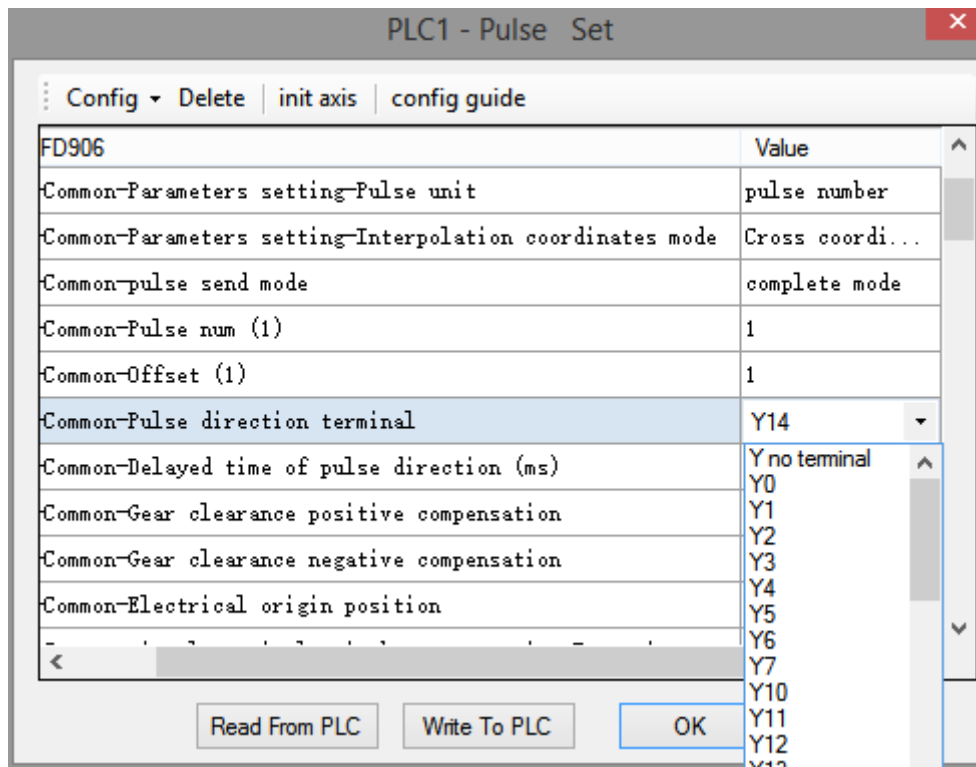 PLC1 - Pulse Set
Config Delete init axis config guide
FD906 Value
Common-Parameters setting-Pulse unit pulse number
Common-Parameters setting-Interpolation coordinates mode Cross coordi...
Common-pulse send mode complete mode
Common-Pulse num (1) 1
Common-Offset (1) 1
Common-Pulse direction terminal Y14
Common-Delayed time of pulse direction (ms)
Common-Gear clearance positive compensation
Common-Gear clearance negative compensation
Common-Electrical origin position
Y no terminal
Y0
Y1
Y2
Y3
Y4
Y5
Y6
Y7
Y10
Y11
Y12
Read From PLC Write To PLC OK